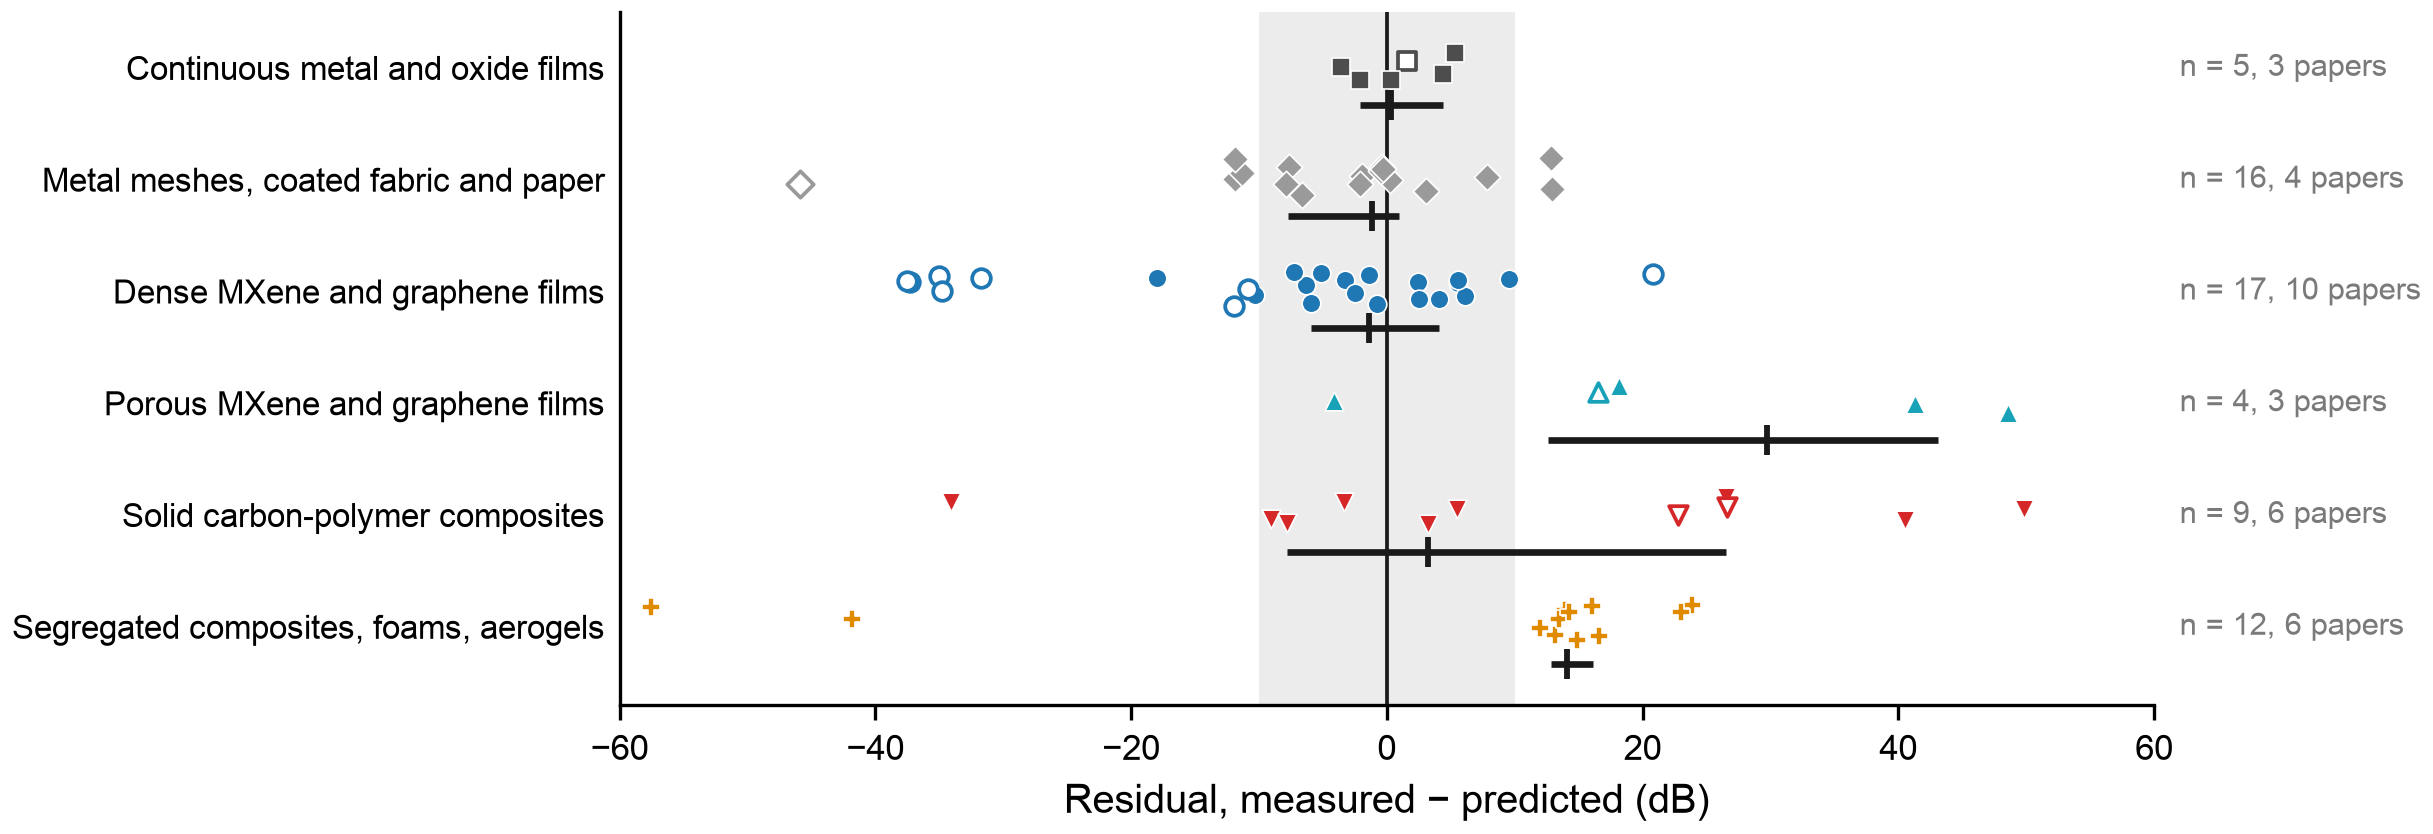 Continuous metal and oxide films
n = 5, 3 papers
Metal meshes, coated fabric and paper
n = 16, 4 papers
Dense MXene and graphene films
n = 17, 10 papers
Porous MXene and graphene films
n = 4, 3 papers
Solid carbon-polymer composites
n = 9, 6 papers
Segregated composites, foams, aerogels
n = 12, 6 papers
−60 −40 −20 0 20 40 60
Residual, measured − predicted (dB)